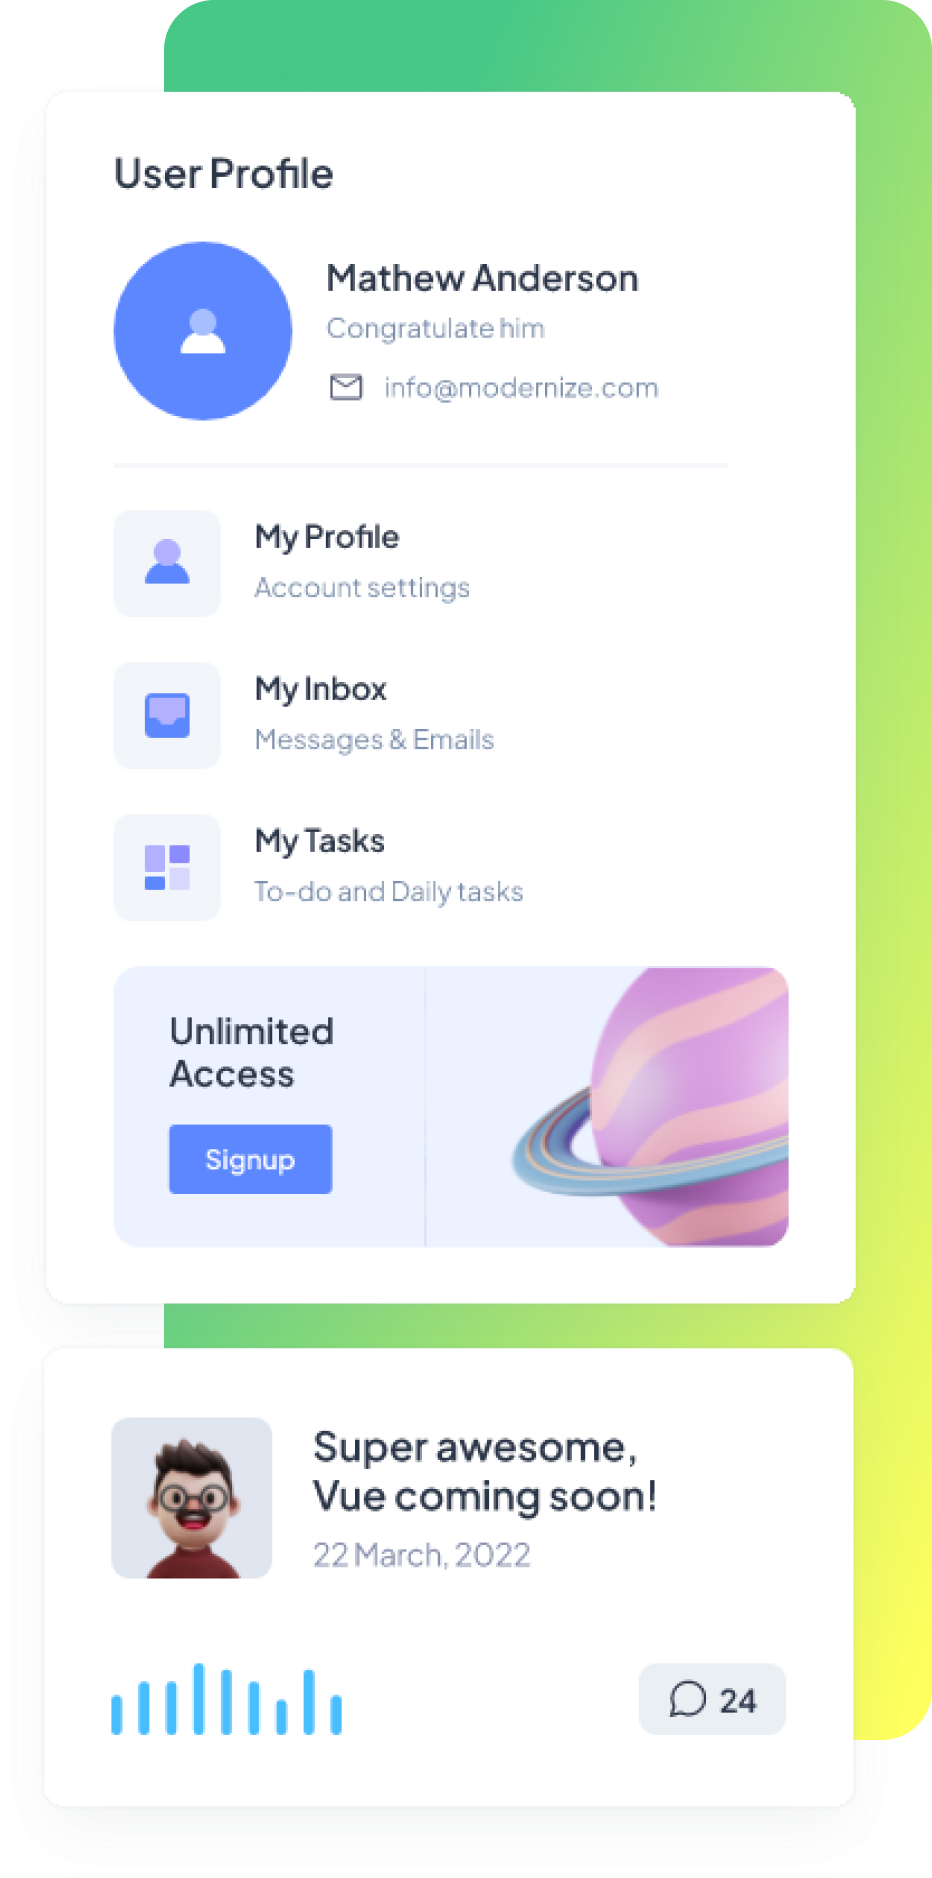 User Profile
Mathew Anderson
Congratulate him
info@modernize.com
My Profile
Account settings
My Inbox
Messages & Emails
My Tasks
To-do and Daily tasks
Unlimited
Access
Signup
Super awesome,
Vue coming soon!
22 March, 2022
24